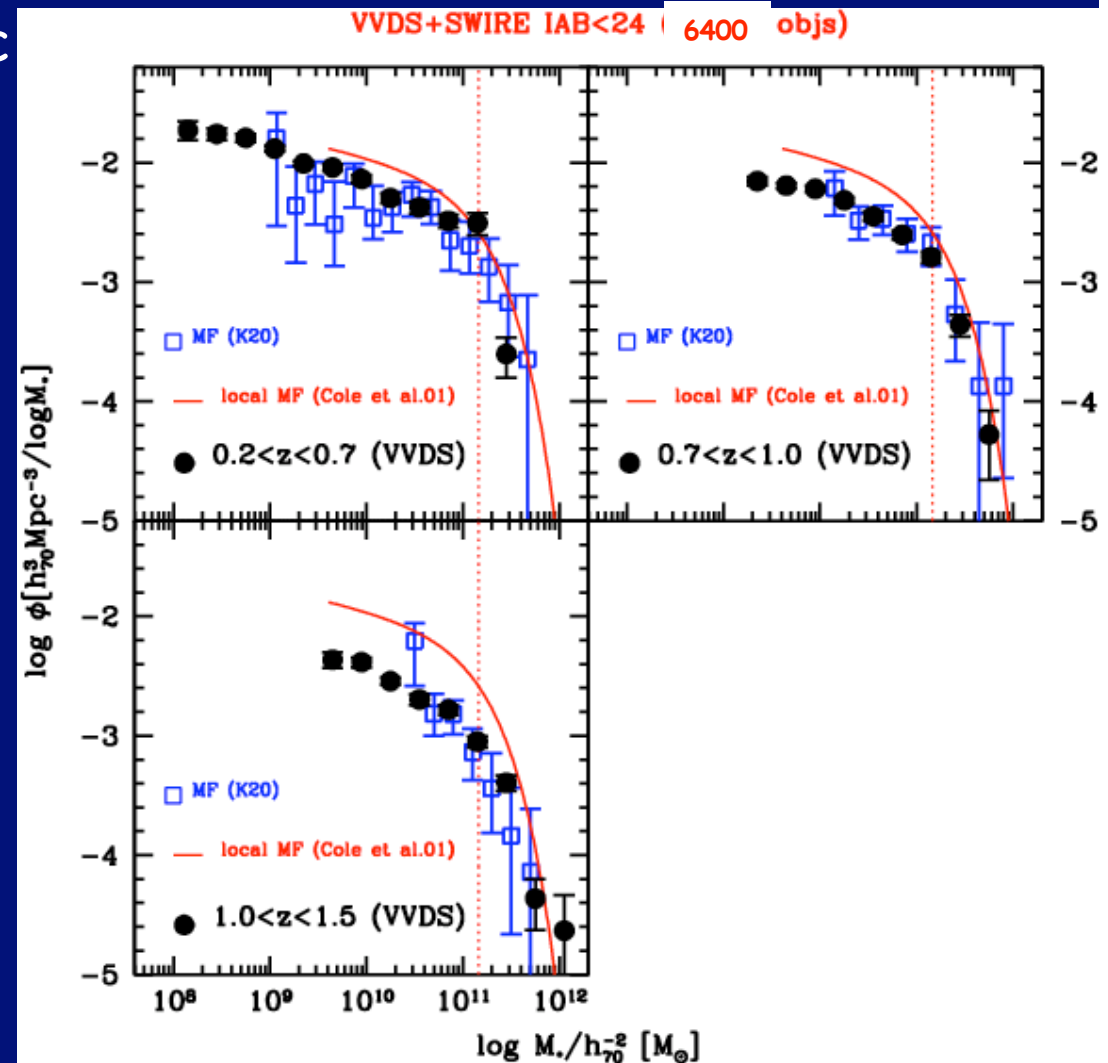 c
VVDS+SWIRE IAB<24 ( 6400 objs)
−2
−3
−4
−5
MF (K20)
local MF (Cole et al.01)
0.2<z<0.7 (VVDS)
MF (K20)
local MF (Cole et al.01)
0.7<z<1.0 (VVDS)
−2
−3
−4
−5
−2
−3
−4
−5
MF (K20)
local MF (Cole et al.01)
1.0<z<1.5 (VVDS)
10⁸ 10⁹ 10¹⁰ 10¹¹ 10¹²
log M*/h₇₀⁻² [M☉]
log ϕ[h³₇₀Mpc⁻³/logM*]